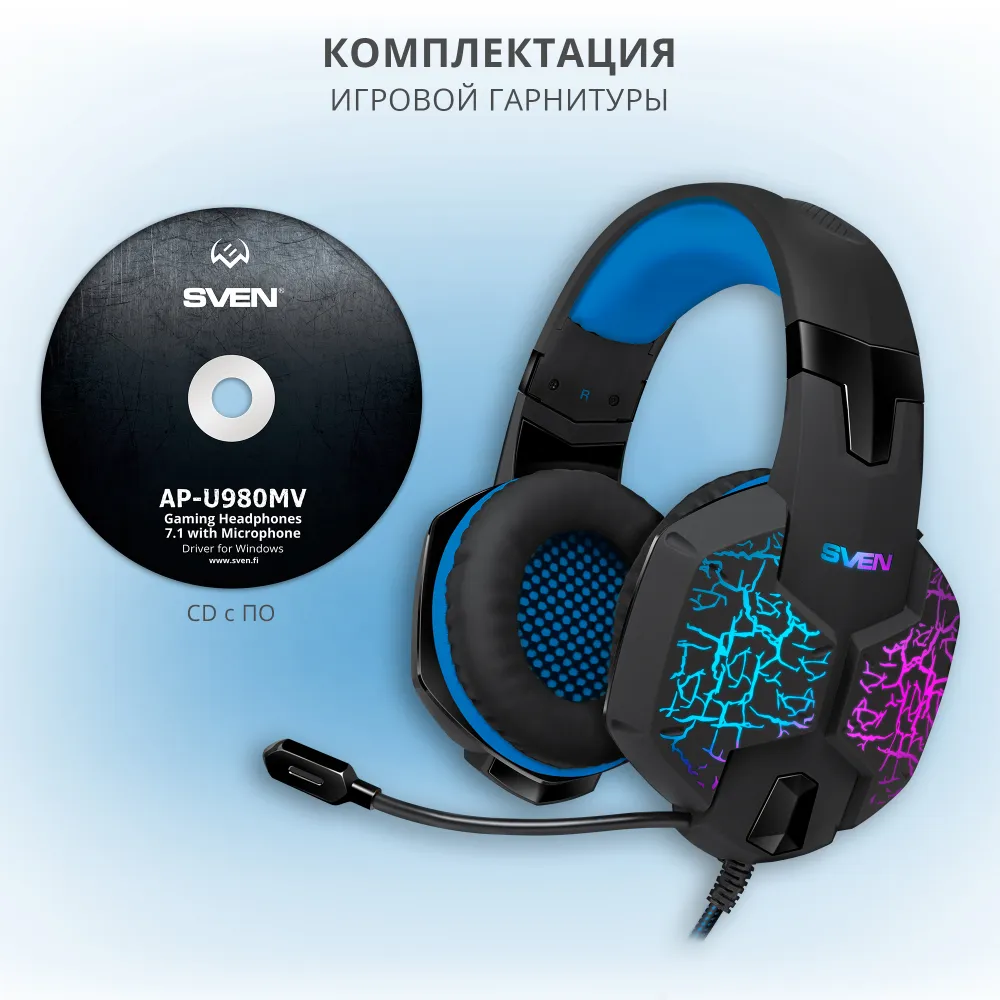 КОМПЛЕКТАЦИЯ
ИГРОВОЙ ГАРНИТУРЫ
SVEN®
AP-U980MV
Gaming Headphones
7.1 with Microphone
Driver for Windows
www.sven.fi
CD с ПО
R
SVEN